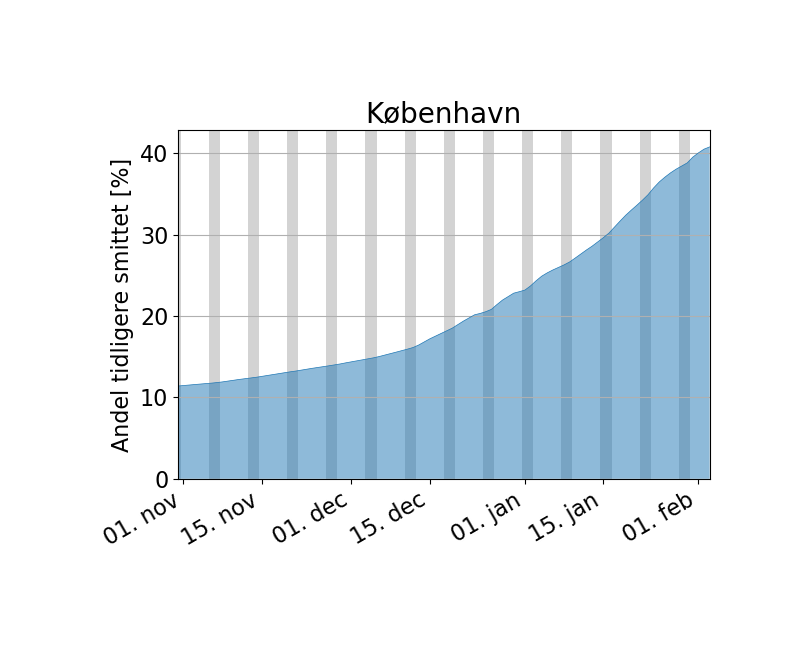 København
Andel tidligere smittet [%]
40
30
20
10
0
01. nov
15. nov
01. dec
15. dec
01. jan
15. jan
01. feb